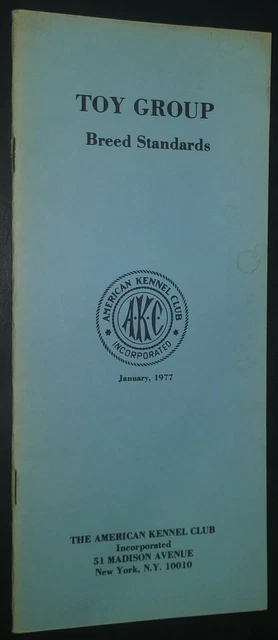 TOY GROUP
Breed Standards
AMERICAN KENNEL CLUB
A·K·C·
INCORPORATED
January, 1977
THE AMERICAN KENNEL CLUB
Incorporated
51 MADISON AVENUE
New York, N.Y. 10010